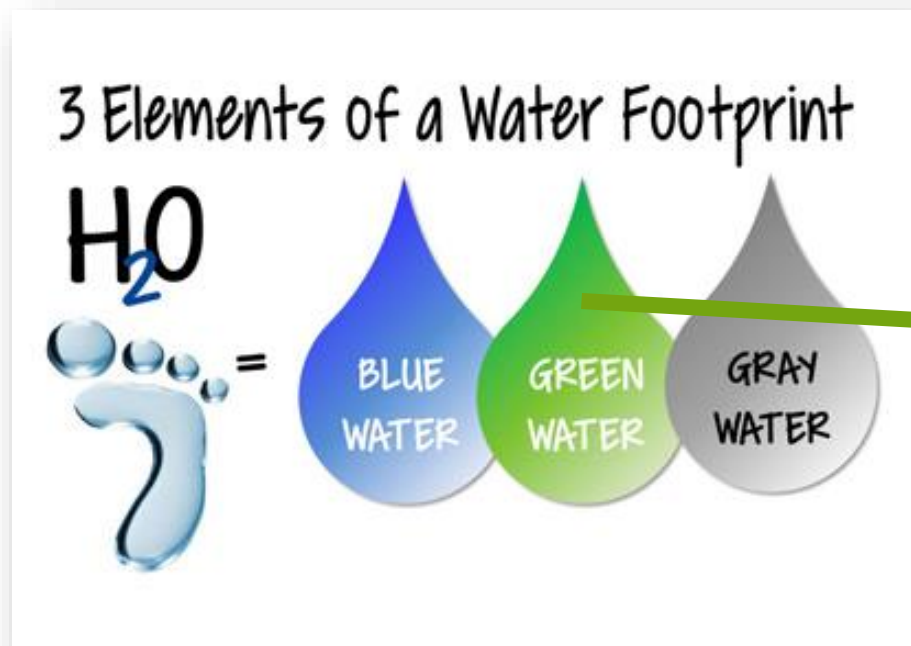 3 Elements of a Water Footprint
H2O
=
BLUE
WATER
GREEN
WATER
GRAY
WATER